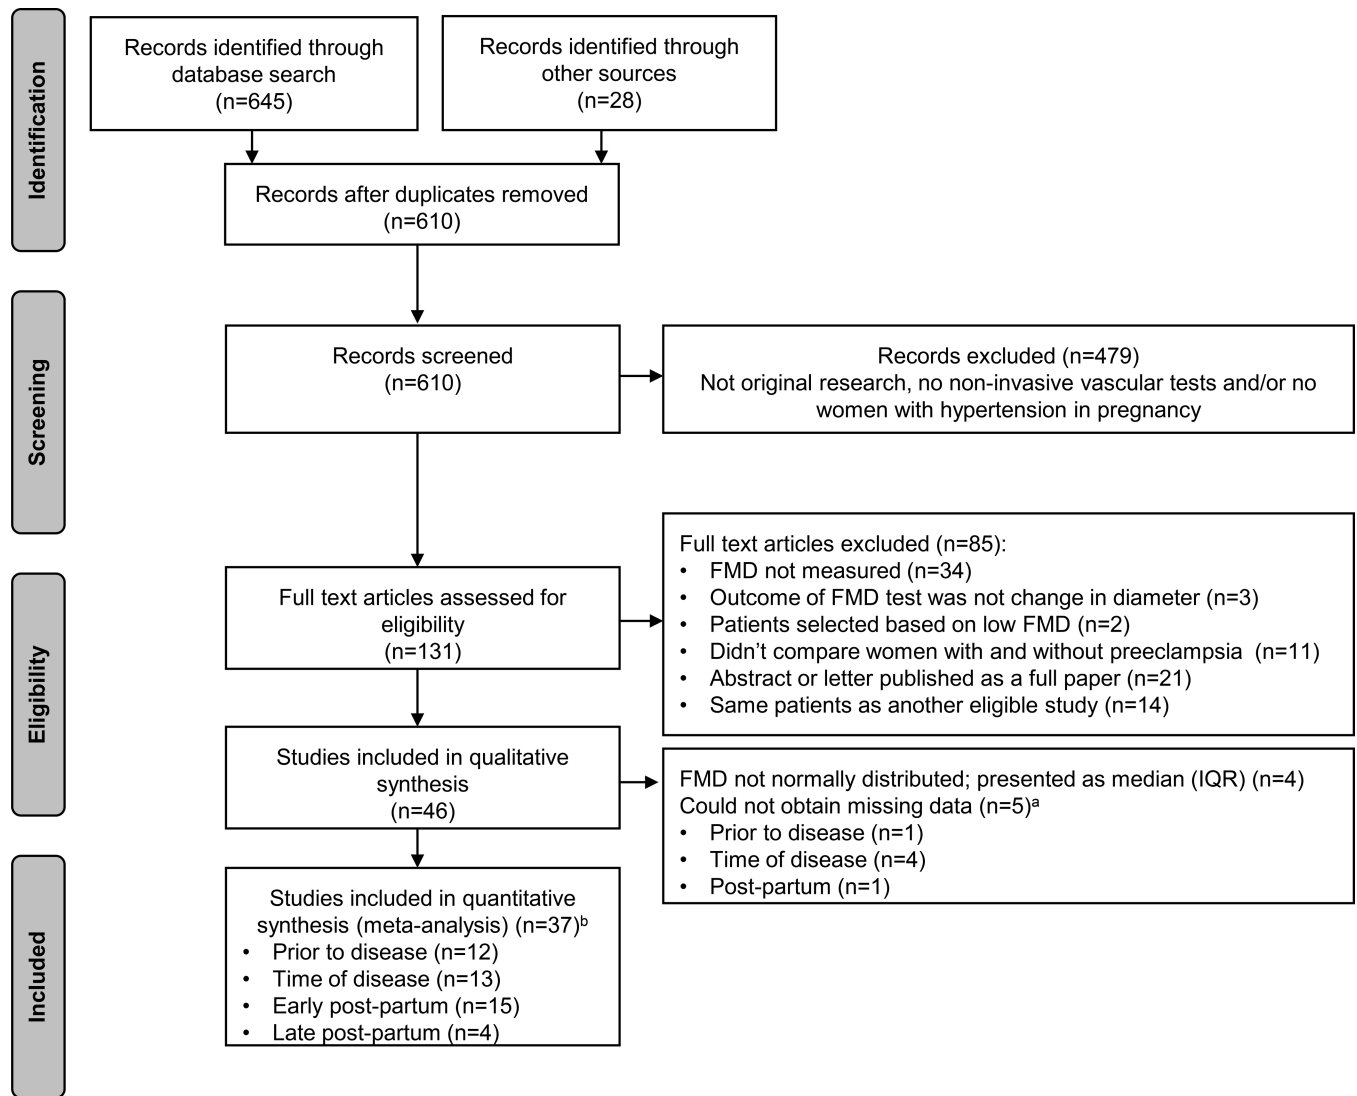 Identification
Records identified through
database search
(n=645)
Records identified through
other sources
(n=28)
Records after duplicates removed
(n=610)
Screening
Records screened
(n=610)
Records excluded (n=479)
Not original research, no non-invasive vascular tests and/or no
women with hypertension in pregnancy
Eligibility
Full text articles assessed for
eligibility
(n=131)
Full text articles excluded (n=85):
• FMD not measured (n=34)
• Outcome of FMD test was not change in diameter (n=3)
• Patients selected based on low FMD (n=2)
• Didn’t compare women with and without preeclampsia (n=11)
• Abstract or letter published as a full paper (n=21)
• Same patients as another eligible study (n=14)
Studies included in qualitative
synthesis
(n=46)
FMD not normally distributed; presented as median (IQR) (n=4)
Could not obtain missing data (n=5)ᵃ
• Prior to disease (n=1)
• Time of disease (n=4)
• Post-partum (n=1)
Included
Studies included in quantitative
synthesis (meta-analysis) (n=37)ᵇ
• Prior to disease (n=12)
• Time of disease (n=13)
• Early post-partum (n=15)
• Late post-partum (n=4)